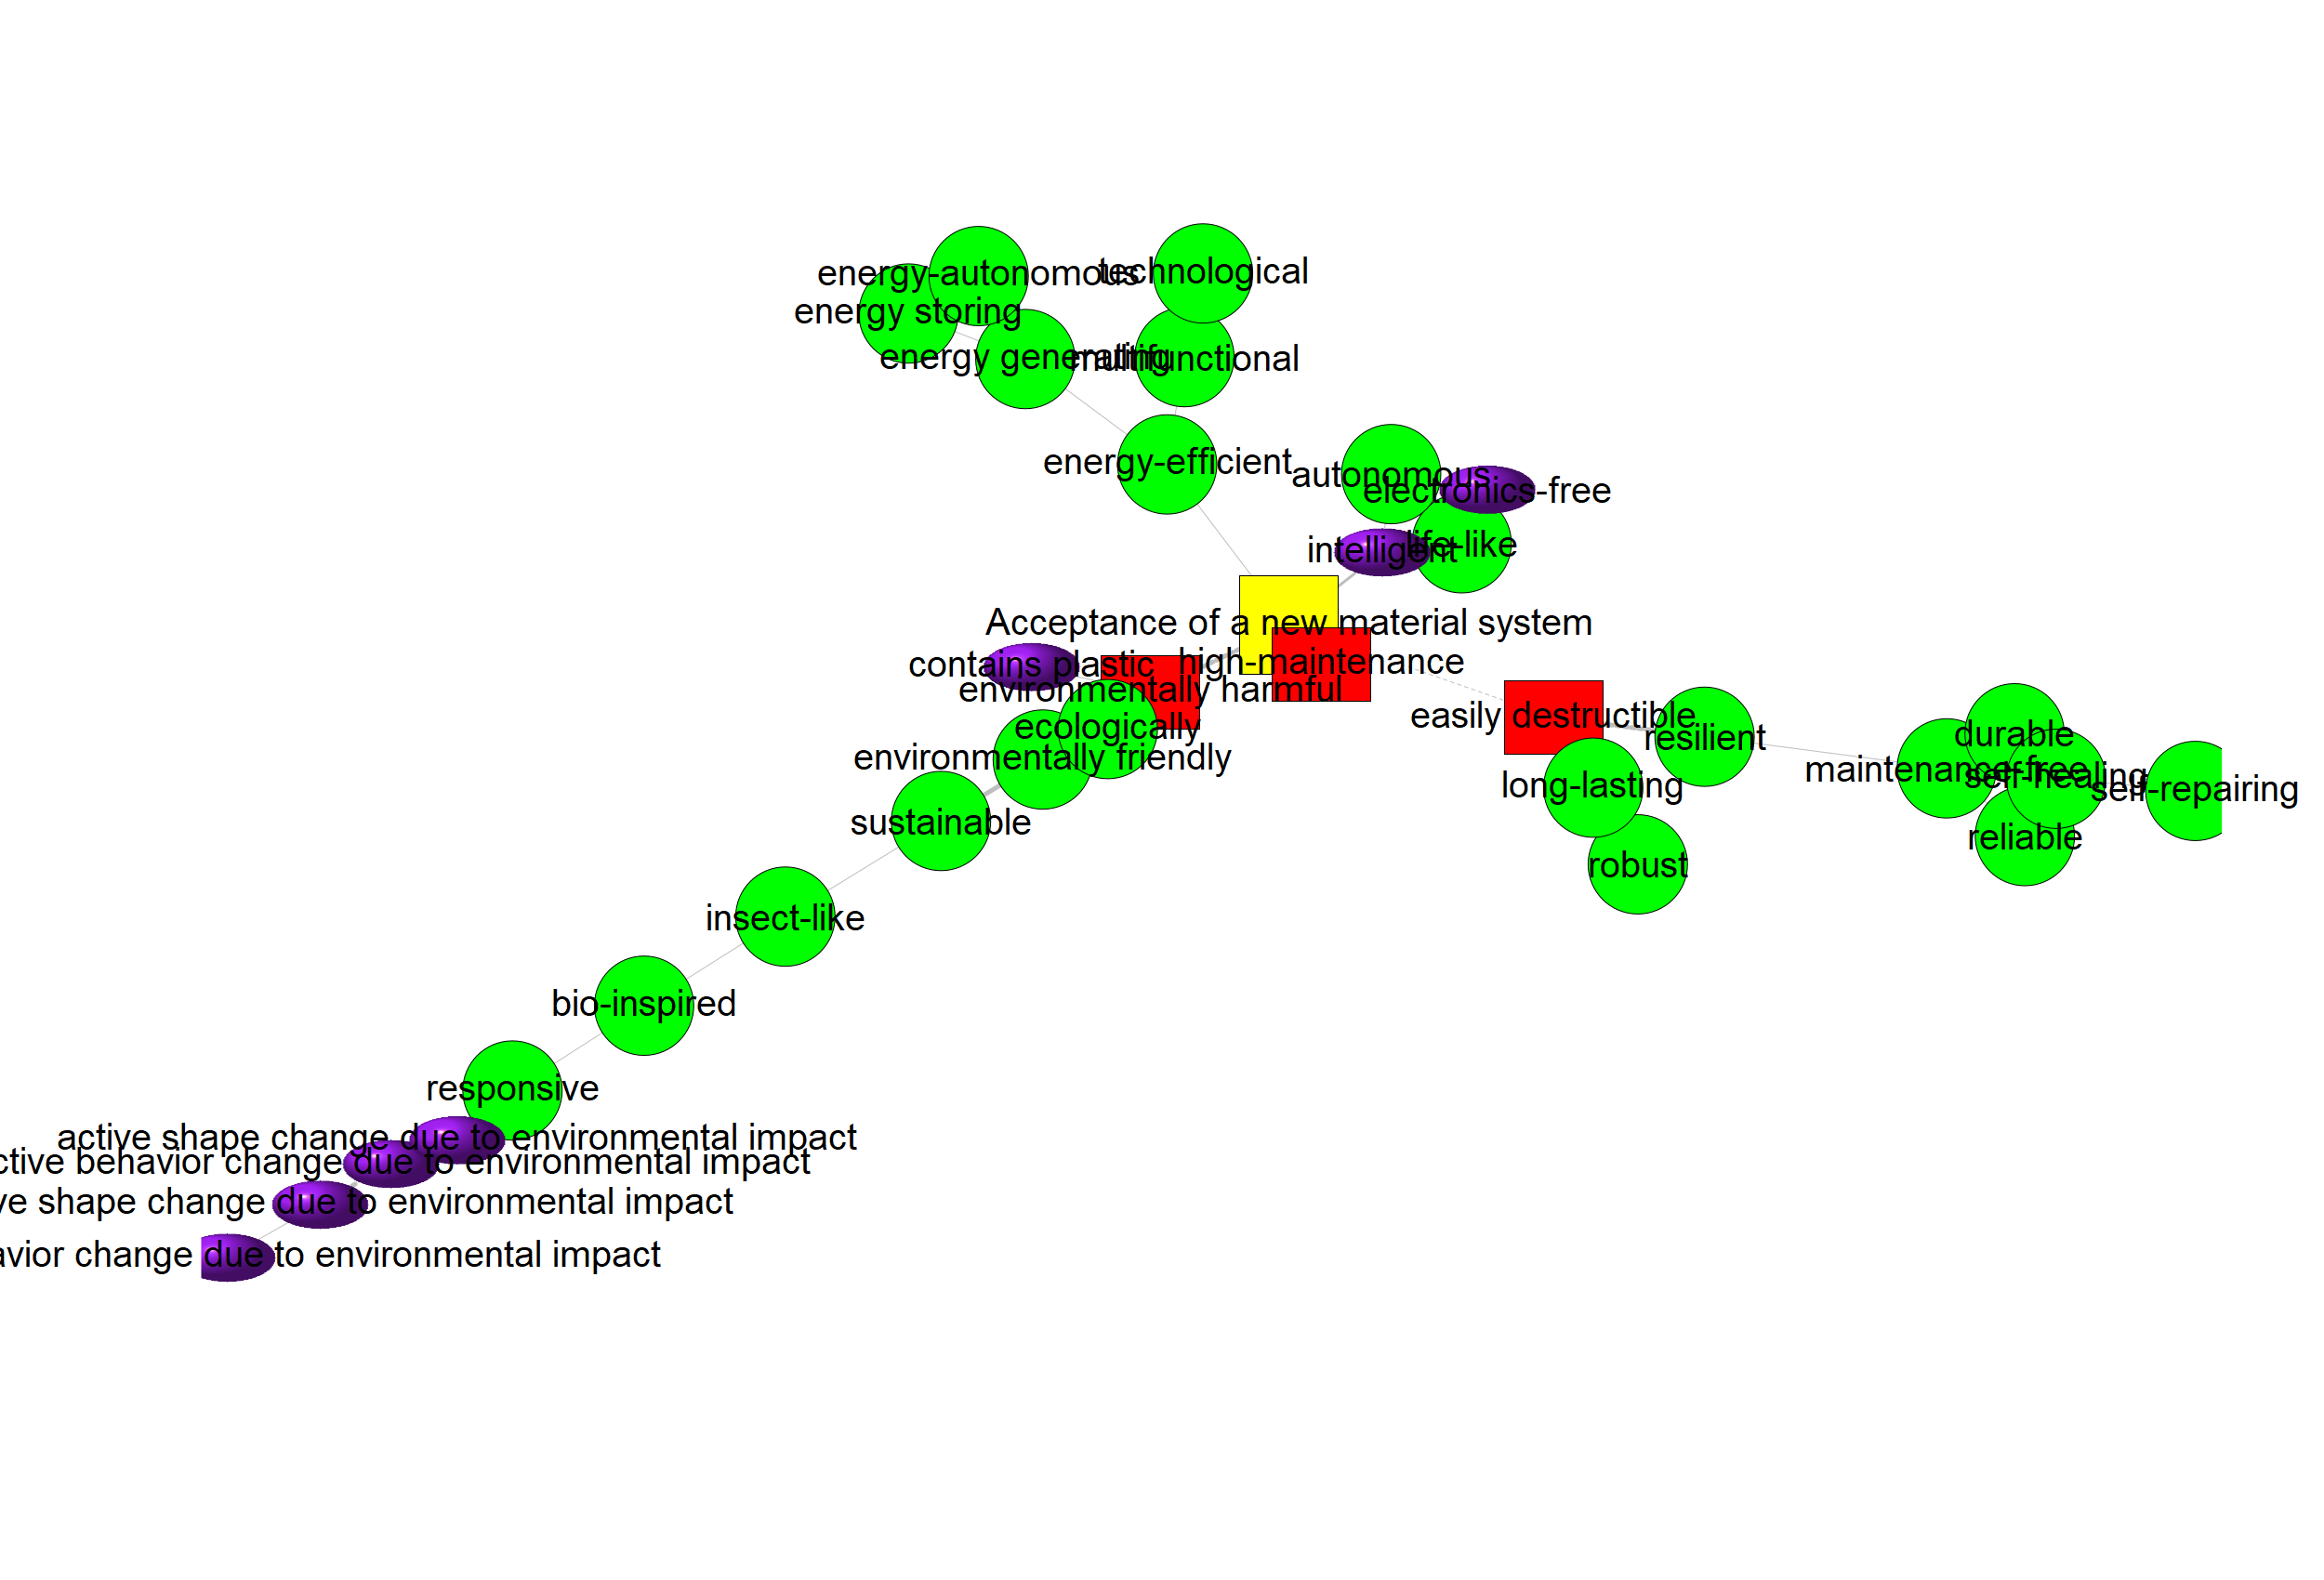 energy-autonomous
technological
energy storing
energy generating
multifunctional
energy-efficient
autonomous
electronics-free
intelligent
life-like
Acceptance of a new material system
contains plastic
high-maintenance
environmentally harmful
easily destructible
ecologically
resilient
durable
environmentally friendly
maintenance-free
self-healing
long-lasting
self-repairing
sustainable
reliable
robust
insect-like
bio-inspired
responsive
active shape change due to environmental impact
ctive behavior change due to environmental impact
ve shape change due to environmental impact
avior change due to environmental impact